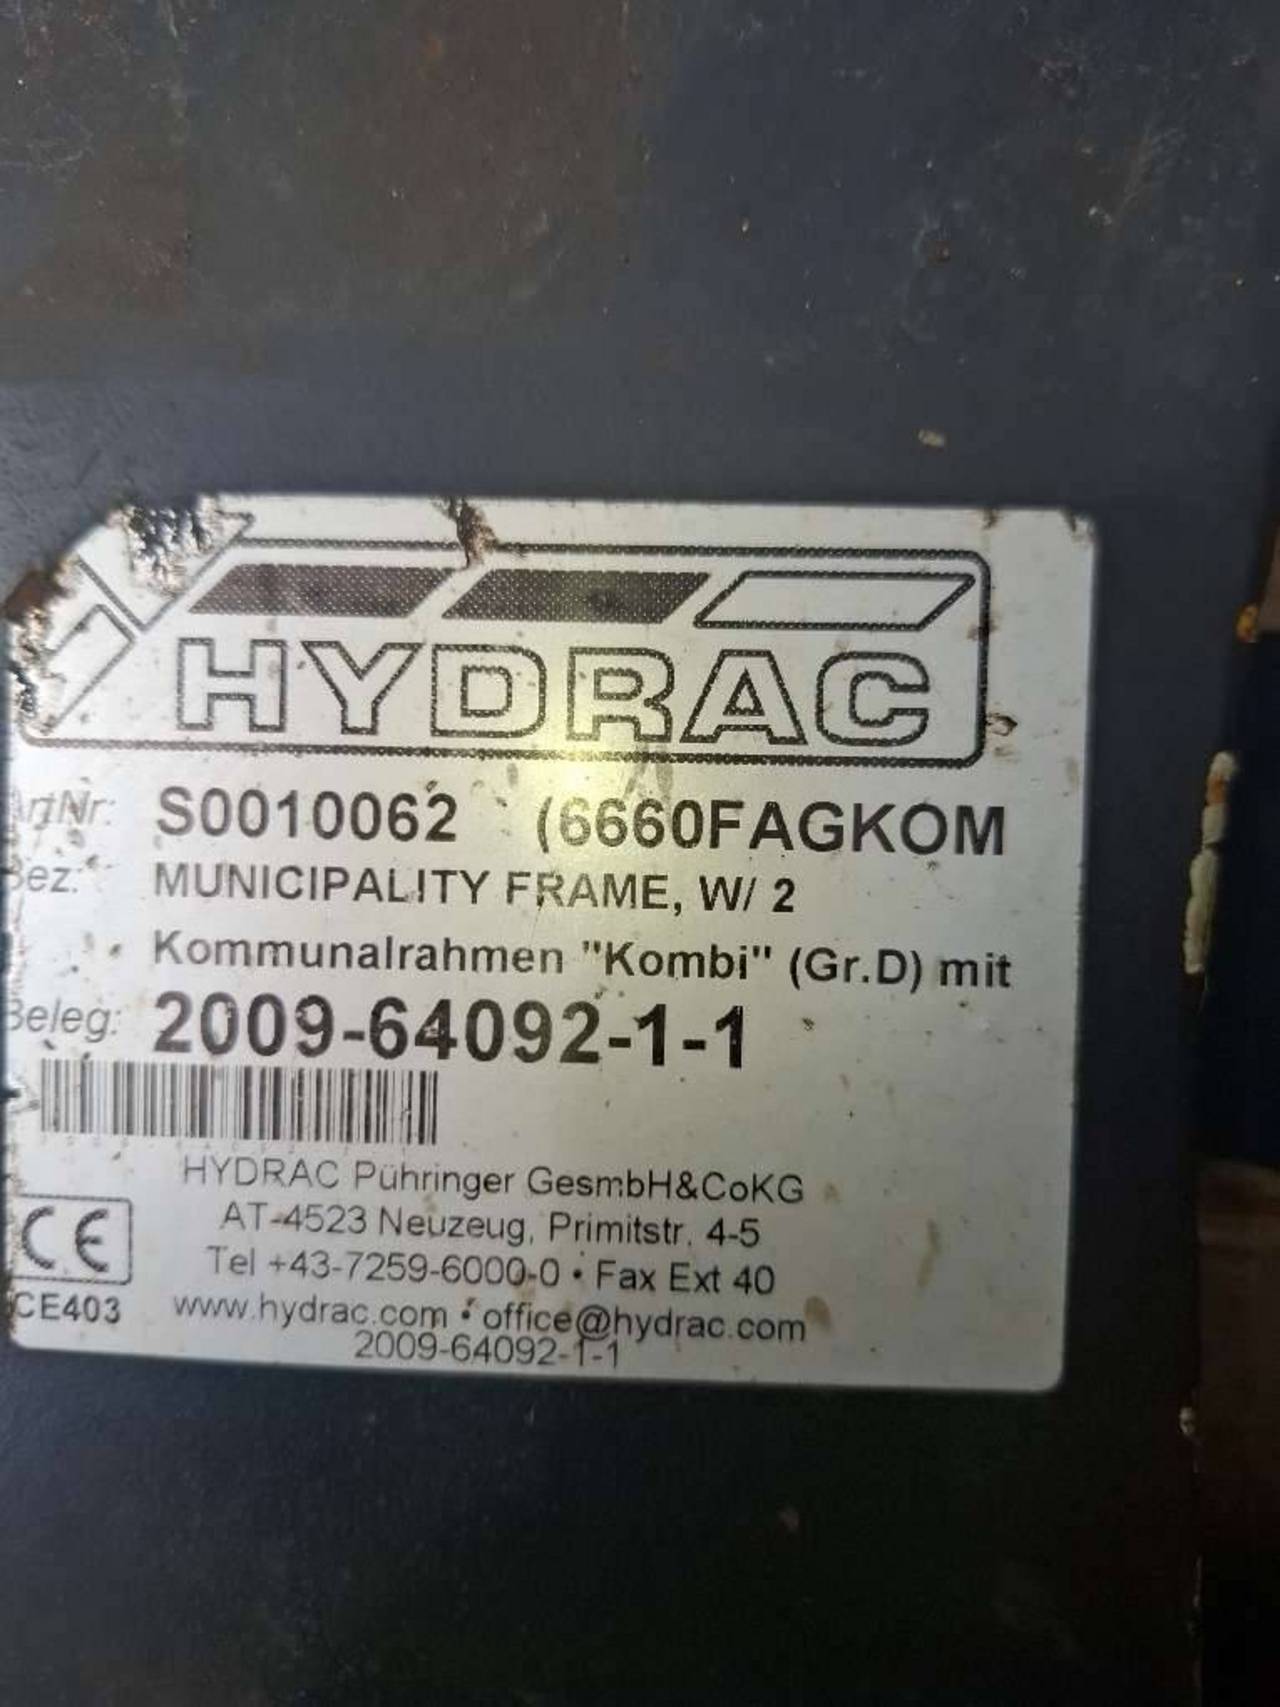 HYDRAC
ArtNr: S0010062 (6660FAGKOM
Bez: MUNICIPALITY FRAME, W/ 2
Kommunalrahmen "Kombi" (Gr.D) mit
Beleg: 2009-64092-1-1
HYDRAC Pühringer GesmbH&CoKG
AT-4523 Neuzeug, Primitstr. 4-5
Tel +43-7259-6000-0 • Fax Ext 40
CE
CE403
www.hydrac.com • office@hydrac.com
2009-64092-1-1